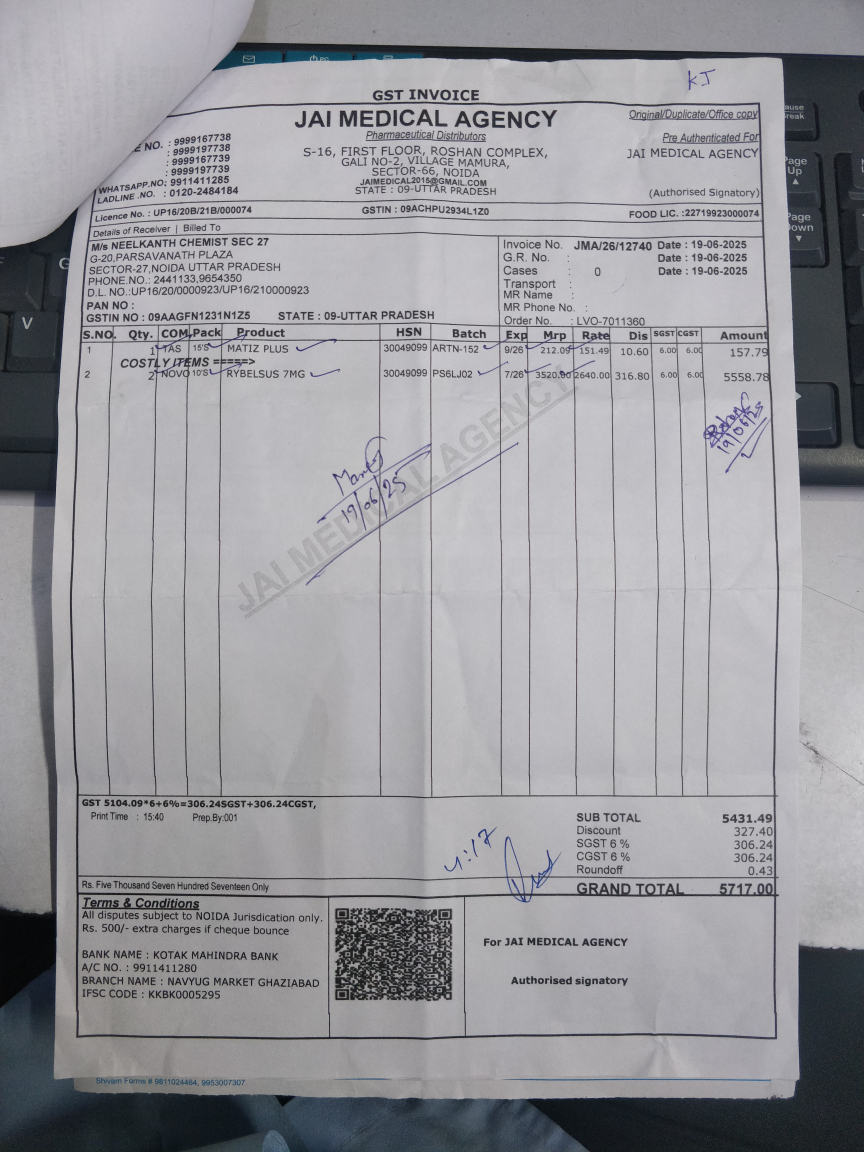 KJ
GST INVOICE
JAI MEDICAL AGENCY
Pharmaceutical Distributors
S-16, FIRST FLOOR, ROSHAN COMPLEX,
GALI NO-2, VILLAGE MAMURA,
SECTOR-66, NOIDA
JAIMEDICAL2015@GMAIL.COM
STATE : 09-UTTAR PRADESH
NO. : 9999167738
: 9999197738
: 9999167739
: 9999197739
WHATSAPP.NO: 9911411285
LADLINE .NO. : 0120-2484184
Original/Duplicate/Office copy
Pre Authenticated For
JAI MEDICAL AGENCY
(Authorised Signatory)
Licence No. : UP16/20B/21B/000074 GSTIN : 09ACHPU2934L1Z0 FOOD LIC. :22719923000074
Details of Receiver | Billed To
M/s NEELKANTH CHEMIST SEC 27
G-20,PARSAVANATH PLAZA
SECTOR-27,NOIDA UTTAR PRADESH
PHONE.NO.: 2441133,9654350
D.L. NO.:UP16/20/0000923/UP16/210000923
PAN NO :
GSTIN NO : 09AAGFN1231N1Z5 STATE : 09-UTTAR PRADESH
Invoice No. JMA/26/12740 Date : 19-06-2025
G.R. No. : Date : 19-06-2025
Cases : 0 Date : 19-06-2025
Transport :
MR Name :
MR Phone No. :
Order No. : LVO-7011360
S.NO. Qty. COM. Pack Product HSN Batch Exp Mrp Rate Dis SGST CGST Amount
1 1 TAS 15'S MATIZ PLUS 30049099 ARTN-152 9/26 212.09 151.49 10.60 6.00 6.00 157.79
COSTLY ITEMS =====>
2 2 NOVO 10'S RYBELSUS 7MG 30049099 PS6LJ02 7/26 3520.00 2640.00 316.80 6.00 6.00 5558.78
19/06/25
19/06/25
JAI MEDICAL AGENCY
GST 5104.09*6+6%=306.24SGST+306.24CGST,
Print Time : 15:40 Prep.By:001
4:17
SUB TOTAL 5431.49
Discount 327.40
SGST 6 % 306.24
CGST 6 % 306.24
Roundoff 0.43
Rs. Five Thousand Seven Hundred Seventeen Only
GRAND TOTAL 5717.00
Terms & Conditions
All disputes subject to NOIDA Jurisdication only.
Rs. 500/- extra charges if cheque bounce
BANK NAME : KOTAK MAHINDRA BANK
A/C NO. : 9911411280
BRANCH NAME : NAVYUG MARKET GHAZIABAD
IFSC CODE : KKBK0005295
For JAI MEDICAL AGENCY
Authorised signatory
Shivam Forms # 9811024464, 9953007307
Page Up
Page Down
V